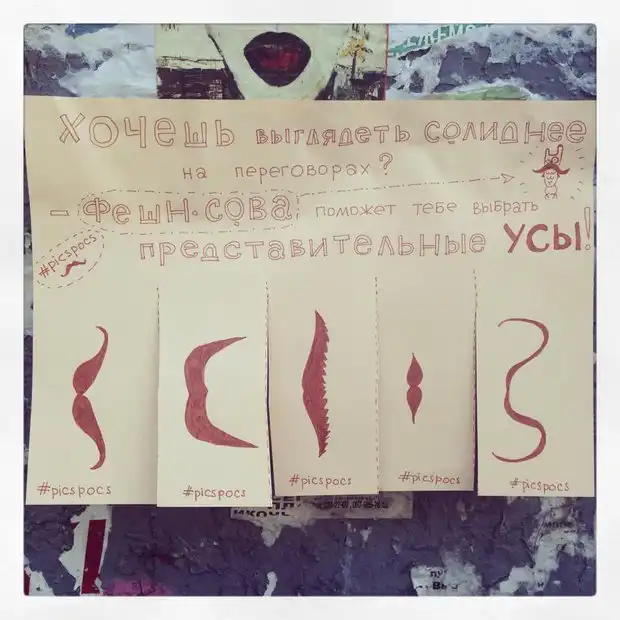 ХОЧЕШЬ ВЫГЛЯДЕТЬ СОЛИДНЕЕ
НА ПЕРЕГОВОРАХ?
- ФЕШН·СОВА ПОМОЖЕТ ТЕБЕ ВЫБРАТЬ
#picspocs
ПРЕДСТАВИТЕЛЬНЫЕ УСЫ!
#picspocs
#picspocs
#picspocs
#picspocs
#picspocs